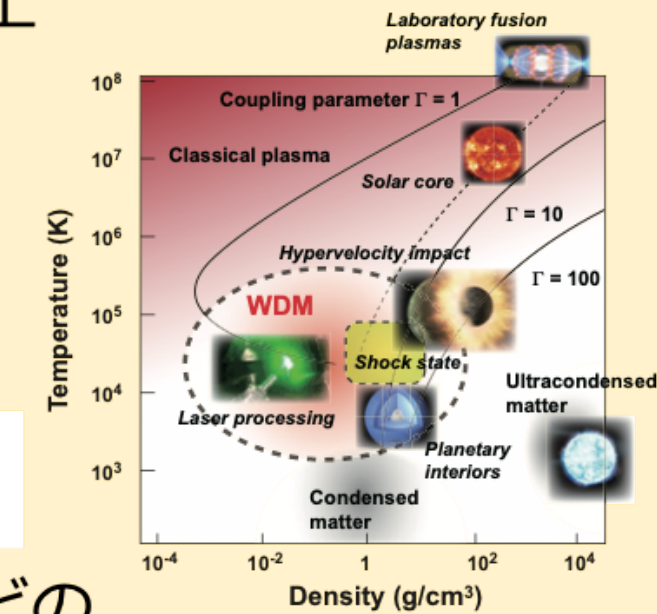 Laboratory fusion
plasmas
10⁸
Coupling parameter Γ = 1
Classical plasma
10⁷
Solar core
Γ = 10
10⁶
Hypervelocity impact
Γ = 100
WDM
10⁵
Shock state
Temperature (K)
10⁴
Ultracondensed
matter
Laser processing
Planetary
interiors
10³
Condensed
matter
10⁻⁴
10⁻²
1
10²
10⁴
Density (g/cm³)
どの